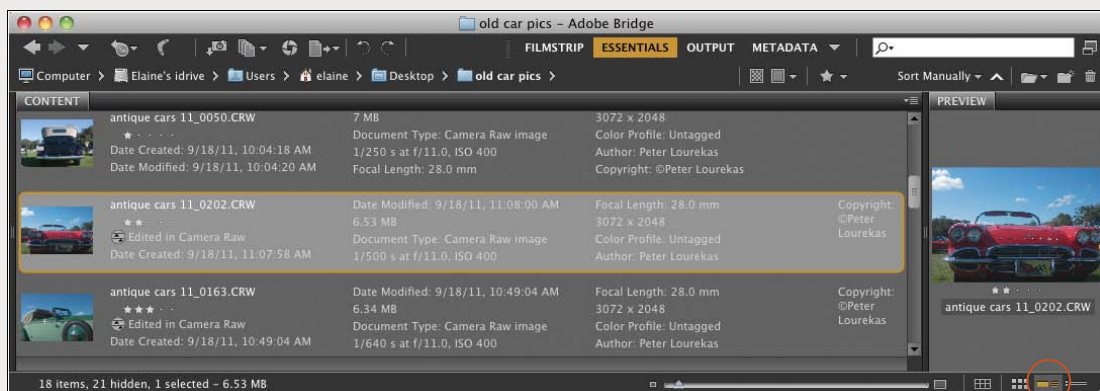 old car pics – Adobe Bridge
FILMSTRIP ESSENTIALS OUTPUT METADATA
Computer > Elaine's idrive > Users > elaine > Desktop > old car pics > Sort Manually
CONTENT PREVIEW
antique cars 11_0050.CRW 7 MB 3072 x 2048
Document Type: Camera Raw image Color Profile: Untagged
Date Created: 9/18/11, 10:04:18 AM 1/250 s at f/11.0, ISO 400 Author: Peter Lourekas
Date Modified: 9/18/11, 10:04:20 AM Focal Length: 28.0 mm Copyright: ©Peter Lourekas
antique cars 11_0202.CRW Date Modified: 9/18/11, 11:08:00 AM Focal Length: 28.0 mm Copyright:
6.53 MB 3072 x 2048 ©Peter
Edited in Camera Raw Document Type: Camera Raw image Color Profile: Untagged Lourekas
Date Created: 9/18/11, 11:07:58 AM 1/500 s at f/11.0, ISO 400 Author: Peter Lourekas
antique cars 11_0202.CRW
antique cars 11_0163.CRW Date Modified: 9/18/11, 10:49:04 AM Focal Length: 28.0 mm Copyright:
6.34 MB 3072 x 2048 ©Peter
Edited in Camera Raw Document Type: Camera Raw image Color Profile: Untagged Lourekas
Date Created: 9/18/11, 10:49:04 AM 1/640 s at f/11.0, ISO 400 Author: Peter Lourekas
18 items, 21 hidden, 1 selected – 6.53 MB